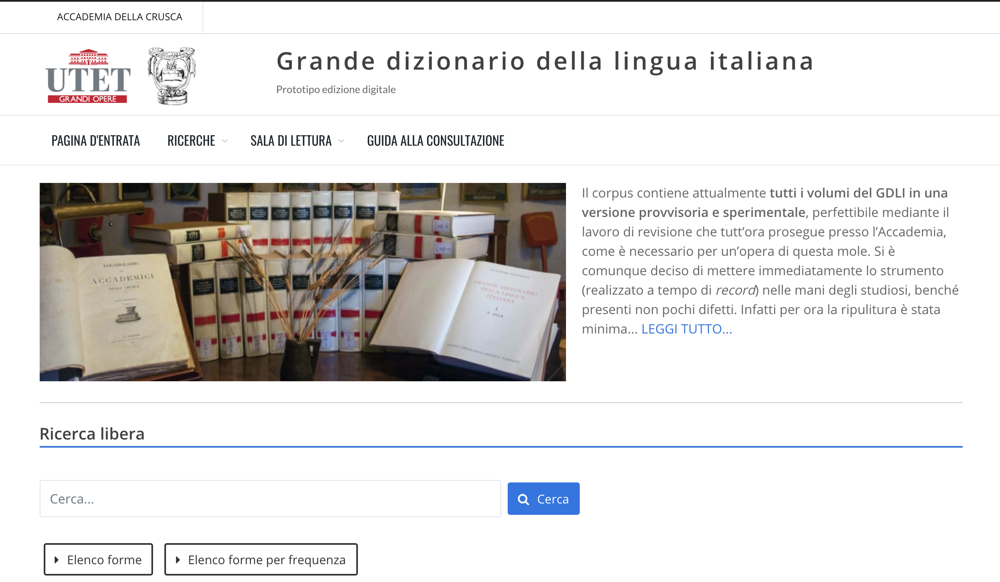 ACCADEMIA DELLA CRUSCA
UTET
GRANDI OPERE
Grande dizionario della lingua italiana
Prototipo edizione digitale
PAGINA D'ENTRATA RICERCHE SALA DI LETTURA GUIDA ALLA CONSULTAZIONE
VOCABOLARIO
ACCADEMICI
DELLA CRUSCA
GRANDE DIZIONARIO
DELLA LINGUA
ITALIANA
I
Il corpus contiene attualmente tutti i volumi del GDLI in una
versione provvisoria e sperimentale, perfettibile mediante il
lavoro di revisione che tutt’ora prosegue presso l’Accademia,
come è necessario per un’opera di questa mole. Si è
comunque deciso di mettere immediatamente lo strumento
(realizzato a tempo di record) nelle mani degli studiosi, benché
presenti non pochi difetti. Infatti per ora la ripulitura è stata
minima... LEGGI TUTTO...
Ricerca libera
Cerca...
Cerca
Elenco forme
Elenco forme per frequenza